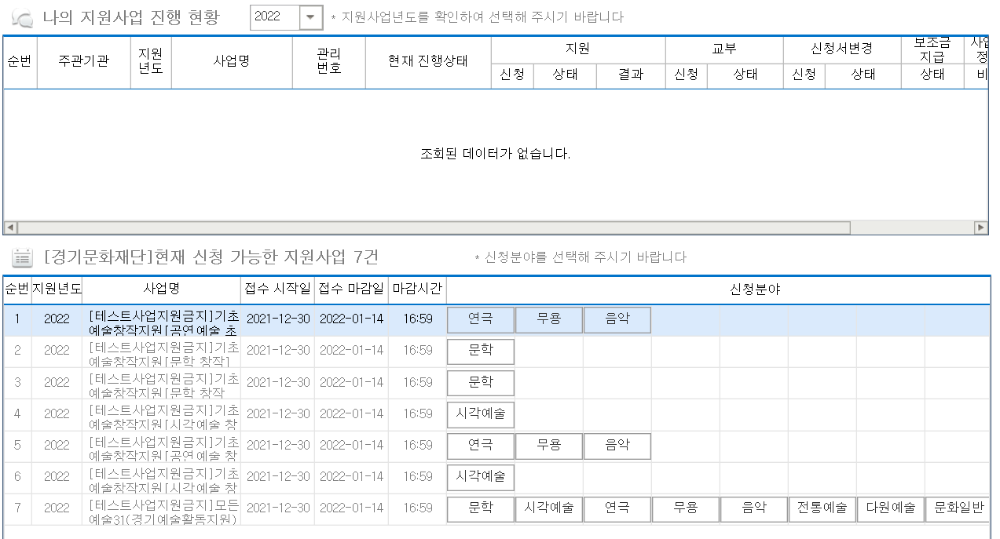 나의 지원사업 진행 현황 2022 * 지원사업년도를 확인하여 선택해 주시기 바랍니다
순번 주관기관 지원년도 사업명 관리번호 현재 진행상태 지원 교부 신청서변경 보조금지급
신청 상태 결과 신청 상태 신청 상태 상태
조회된 데이터가 없습니다.
[경기문화재단]현재 신청 가능한 지원사업 7건 * 신청분야를 선택해 주시기 바랍니다
순번 지원년도 사업명 접수 시작일 접수 마감일 마감시간 신청분야
1 2022 [테스트사업지원금지]기초 2021-12-30 2022-01-14 16:59 연극 무용 음악
예술창작지원[공연예술 초
2 2022 [테스트사업지원금지]기초 2021-12-30 2022-01-14 16:59 문학
예술창작지원[문학 창작]
3 2022 [테스트사업지원금지]기초 2021-12-30 2022-01-14 16:59 문학
예술창작지원[문학 창작
4 2022 [테스트사업지원금지]기초 2021-12-30 2022-01-14 16:59 시각예술
예술창작지원[시각예술 창
5 2022 [테스트사업지원금지]기초 2021-12-30 2022-01-14 16:59 연극 무용 음악
예술창작지원[공연예술 창
6 2022 [테스트사업지원금지]기초 2021-12-30 2022-01-14 16:59 시각예술
예술창작지원[시각예술 창
7 2022 [테스트사업지원금지]모든 2021-12-30 2022-01-14 16:59 문학 시각예술 연극 무용 음악 전통예술 다원예술 문화일반
예술31(경기예술활동지원)